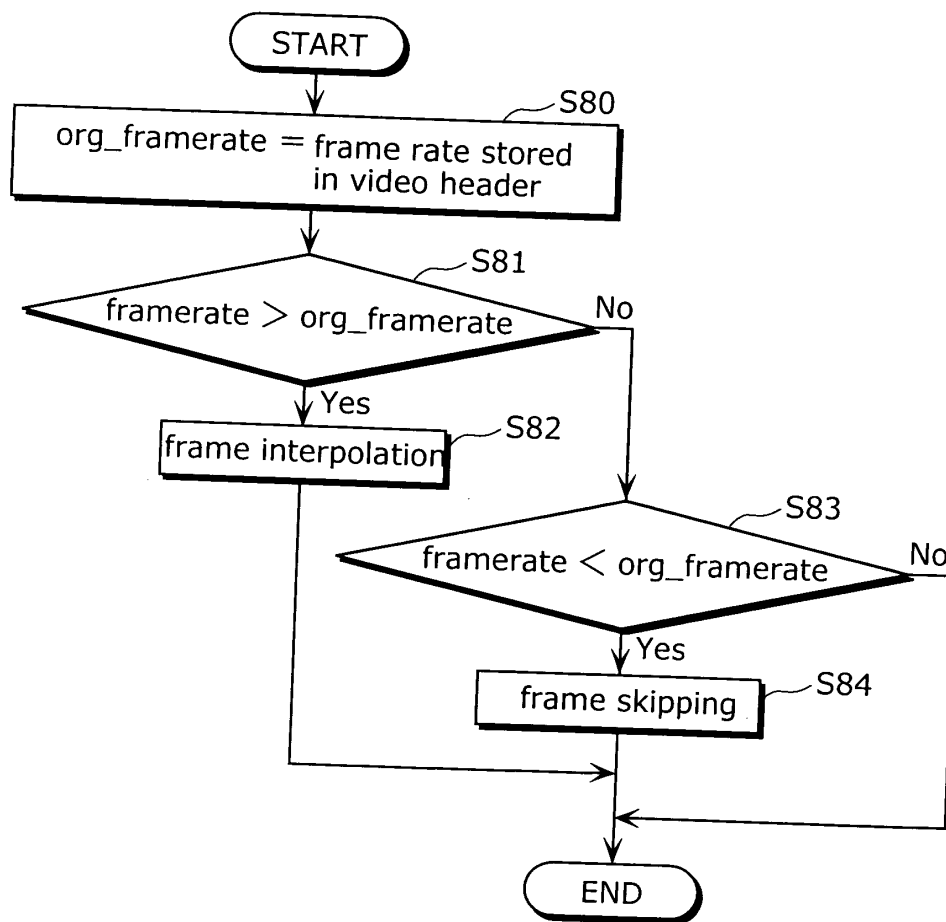 START
S80
org_framerate = frame rate stored
in video header
S81
framerate > org_framerate
No
Yes
S82
frame interpolation
S83
framerate < org_framerate
No
Yes
S84
frame skipping
END